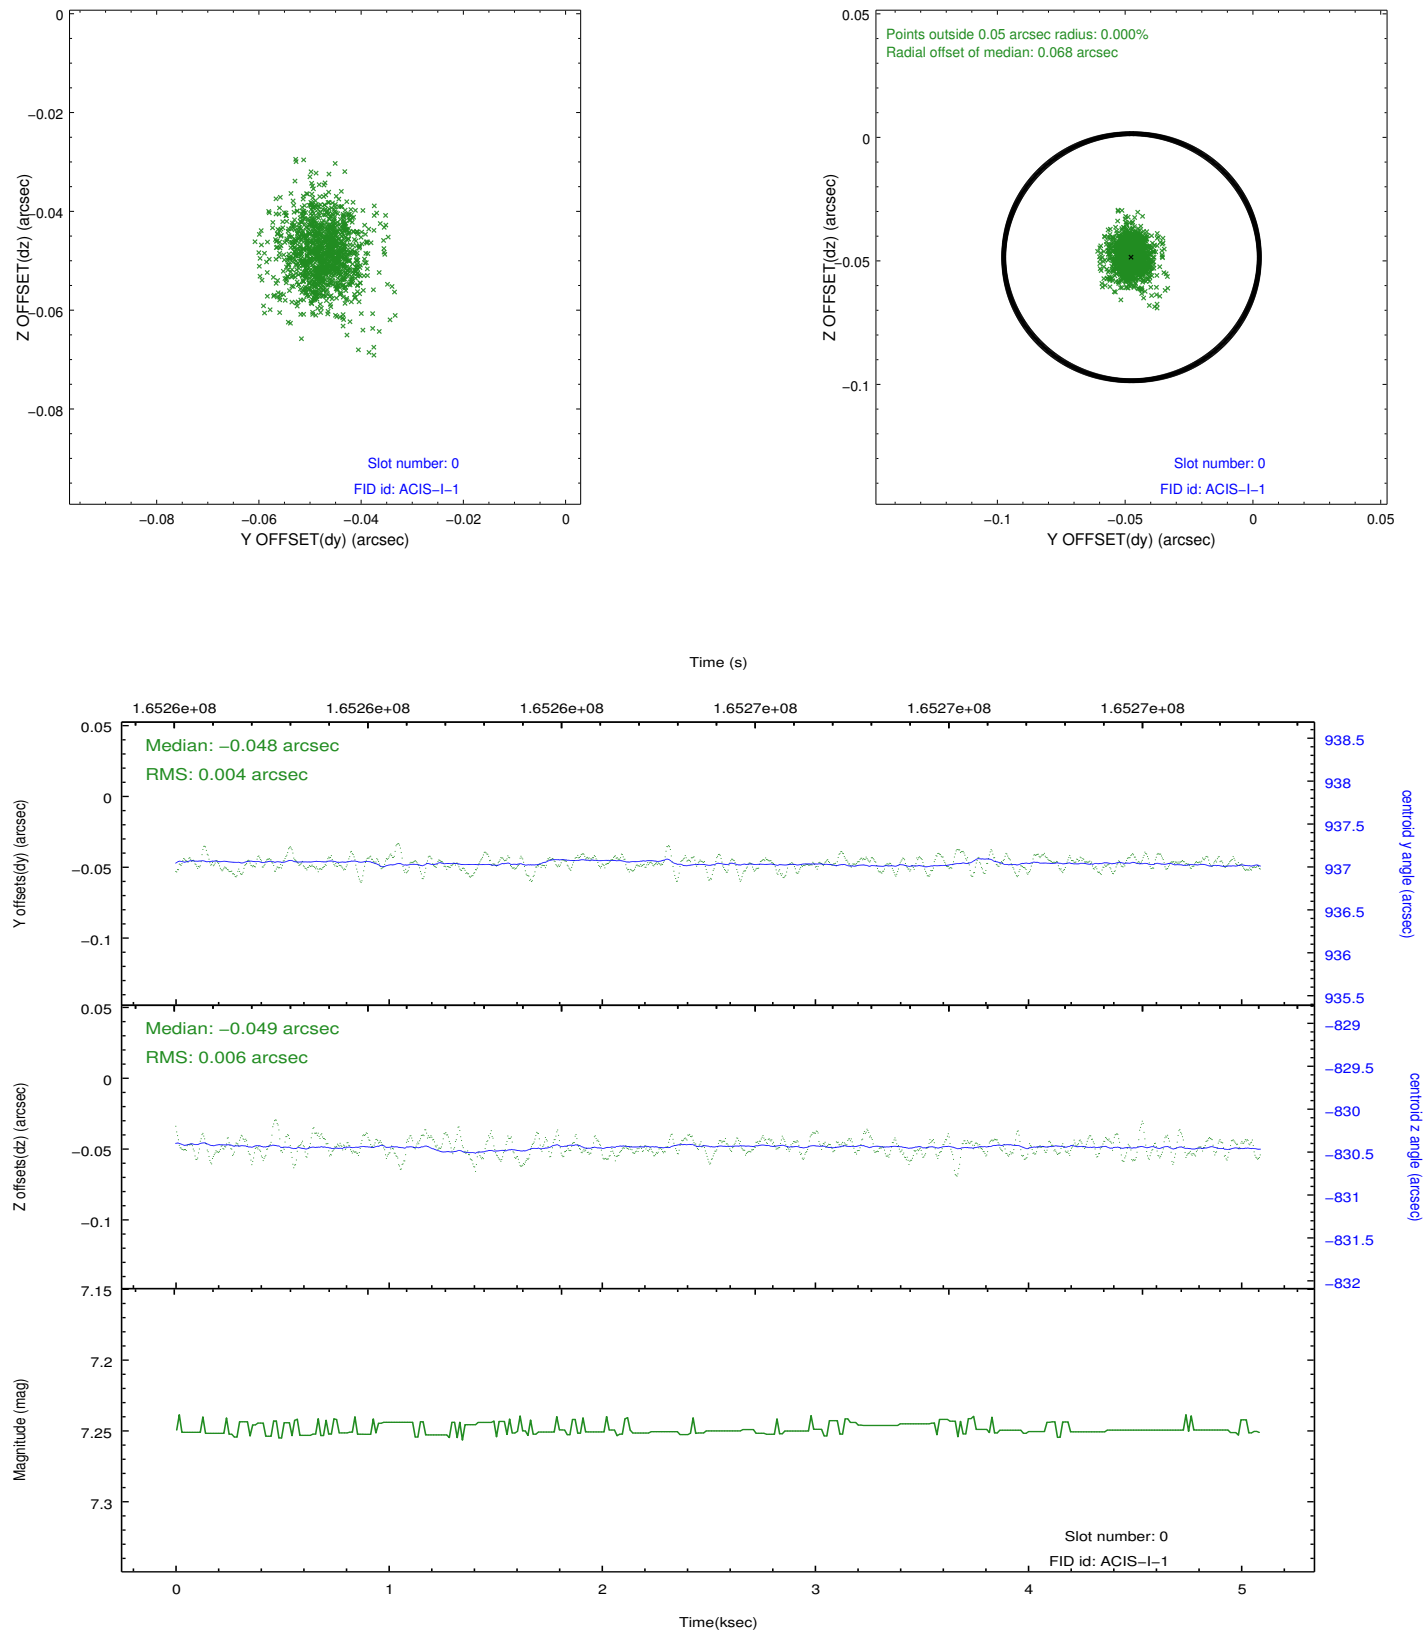 0
−0.02
−0.04
−0.06
−0.08
Z OFFSET(dz) (arcsec)
Slot number: 0
FID id: ACIS−I−1
−0.08 −0.06 −0.04 −0.02 0
Y OFFSET(dy) (arcsec)
0.05
Points outside 0.05 arcsec radius: 0.000%
Radial offset of median: 0.068 arcsec
0
−0.05
−0.1
Z OFFSET(dz) (arcsec)
Slot number: 0
FID id: ACIS−I−1
−0.1 −0.05 0 0.05
Y OFFSET(dy) (arcsec)
Time (s)
1.6526e+08 1.6526e+08 1.6526e+08 1.6527e+08 1.6527e+08 1.6527e+08
Median: −0.048 arcsec
RMS: 0.004 arcsec
0.05
0
−0.05
−0.1
Y offsets(dy) (arcsec)
938.5
938
937.5
937
936.5
936
935.5
centroid y angle (arcsec)
Median: −0.049 arcsec
RMS: 0.006 arcsec
0.05
0
−0.05
−0.1
Z offsets(dz) (arcsec)
−829
−829.5
−830
−830.5
−831
−831.5
−832
centroid z angle (arcsec)
7.15
7.2
7.25
7.3
Magnitude (mag)
Slot number: 0
FID id: ACIS−I−1
0 1 2 3 4 5
Time(ksec)